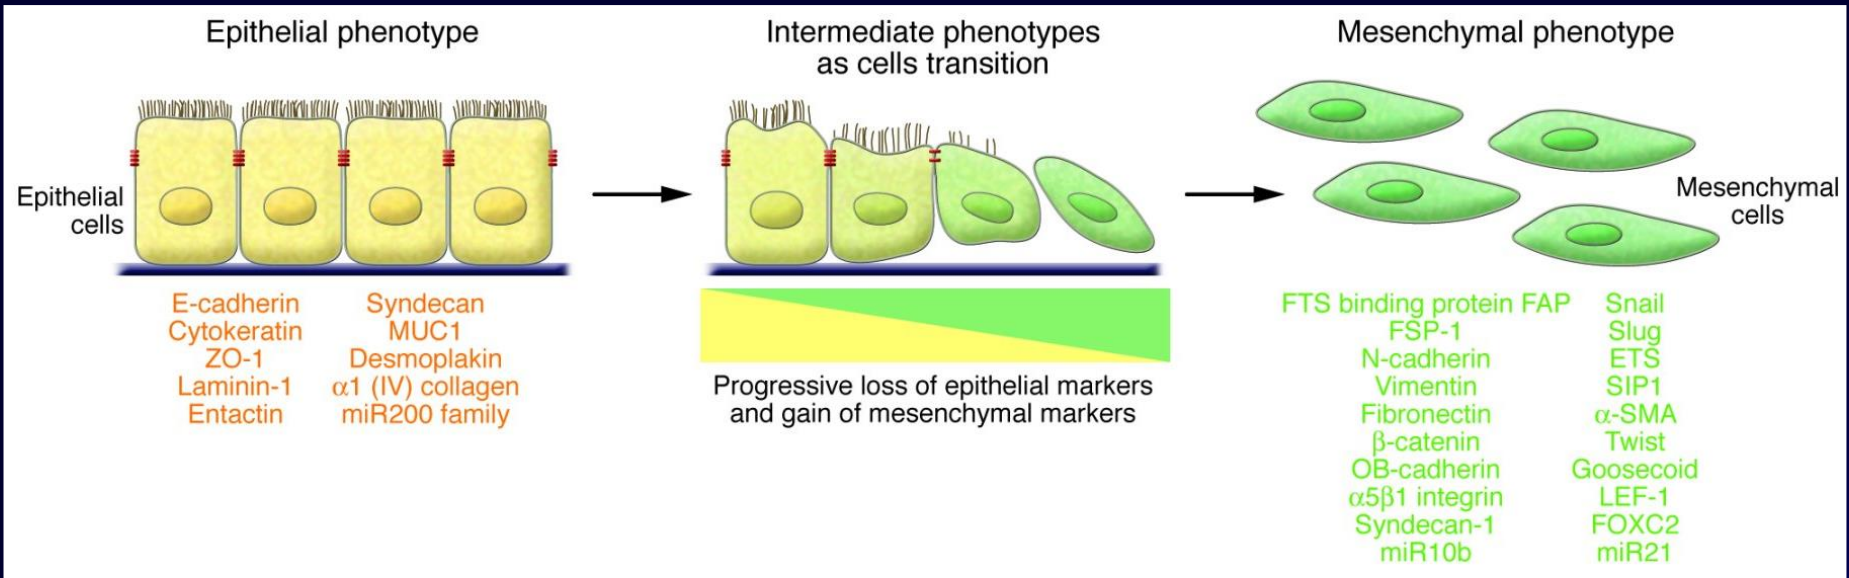 Epithelial phenotype
Intermediate phenotypes
as cells transition
Mesenchymal phenotype
Epithelial
cells
Mesenchymal
cells
E-cadherin
Cytokeratin
ZO-1
Laminin-1
Entactin
Syndecan
MUC1
Desmoplakin
α1 (IV) collagen
miR200 family
Progressive loss of epithelial markers
and gain of mesenchymal markers
FTS binding protein FAP
FSP-1
N-cadherin
Vimentin
Fibronectin
β-catenin
OB-cadherin
α5β1 integrin
Syndecan-1
miR10b
Snail
Slug
ETS
SIP1
α-SMA
Twist
Goosecoid
LEF-1
FOXC2
miR21